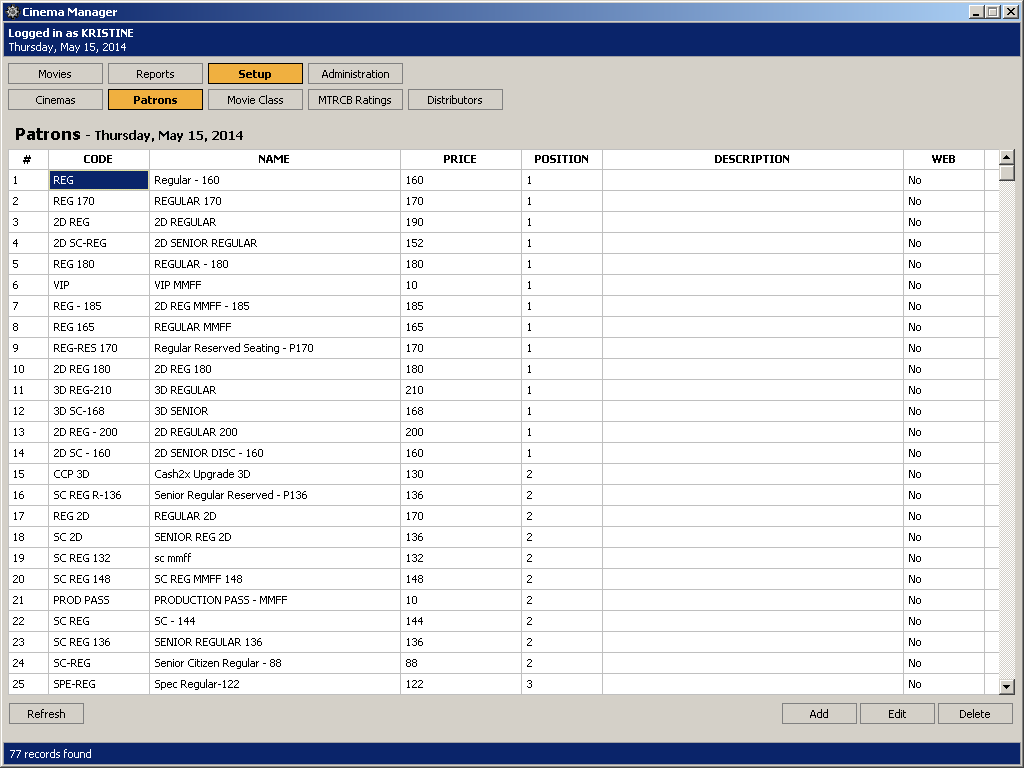 Cinema Manager
Logged in as KRISTINE
Thursday, May 15, 2014
Movies Reports Setup Administration
Cinemas Patrons Movie Class MTRCB Ratings Distributors
Patrons - Thursday, May 15, 2014
# CODE NAME PRICE POSITION DESCRIPTION WEB
1 REG Regular - 160 160 1 No
2 REG 170 REGULAR 170 170 1 No
3 2D REG 2D REGULAR 190 1 No
4 2D SC-REG 2D SENIOR REGULAR 152 1 No
5 REG 180 REGULAR - 180 180 1 No
6 VIP VIP MMFF 10 1 No
7 REG - 185 2D REG MMFF - 185 185 1 No
8 REG 165 REGULAR MMFF 165 1 No
9 REG-RES 170 Regular Reserved Seating - P170 170 1 No
10 2D REG 180 2D REG 180 180 1 No
11 3D REG-210 3D REGULAR 210 1 No
12 3D SC-168 3D SENIOR 168 1 No
13 2D REG - 200 2D REGULAR 200 200 1 No
14 2D SC - 160 2D SENIOR DISC - 160 160 1 No
15 CCP 3D Cash2x Upgrade 3D 130 2 No
16 SC REG R-136 Senior Regular Reserved - P136 136 2 No
17 REG 2D REGULAR 2D 170 2 No
18 SC 2D SENIOR REG 2D 136 2 No
19 SC REG 132 sc mmff 132 2 No
20 SC REG 148 SC REG MMFF 148 148 2 No
21 PROD PASS PRODUCTION PASS - MMFF 10 2 No
22 SC REG SC - 144 144 2 No
23 SC REG 136 SENIOR REGULAR 136 136 2 No
24 SC-REG Senior Citizen Regular - 88 88 2 No
25 SPE-REG Spec Regular-122 122 3 No
Refresh Add Edit Delete
77 records found